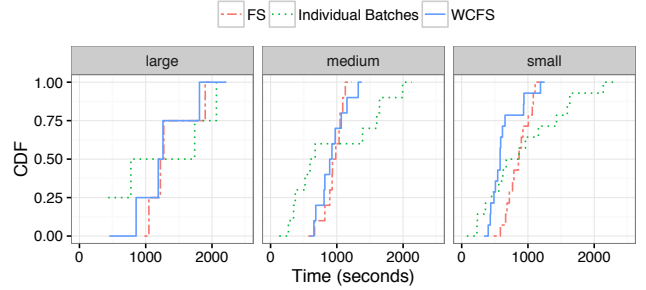 FS Individual Batches WCFS
large medium small
1.00
0.75
0.50
0.25
0.00
CDF
0 1000 2000 0 1000 2000 0 1000 2000
Time (seconds)